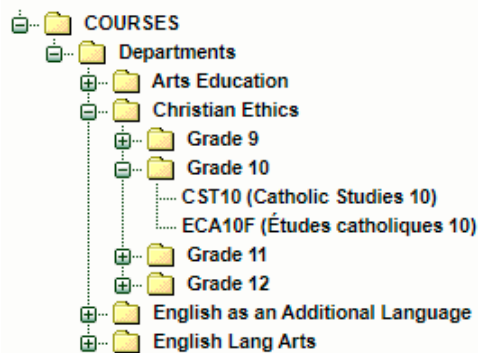 COURSES
Departments
Arts Education
Christian Ethics
Grade 9
Grade 10
CST10 (Catholic Studies 10)
ECA10F (Études catholiques 10)
Grade 11
Grade 12
English as an Additional Language
English Lang Arts